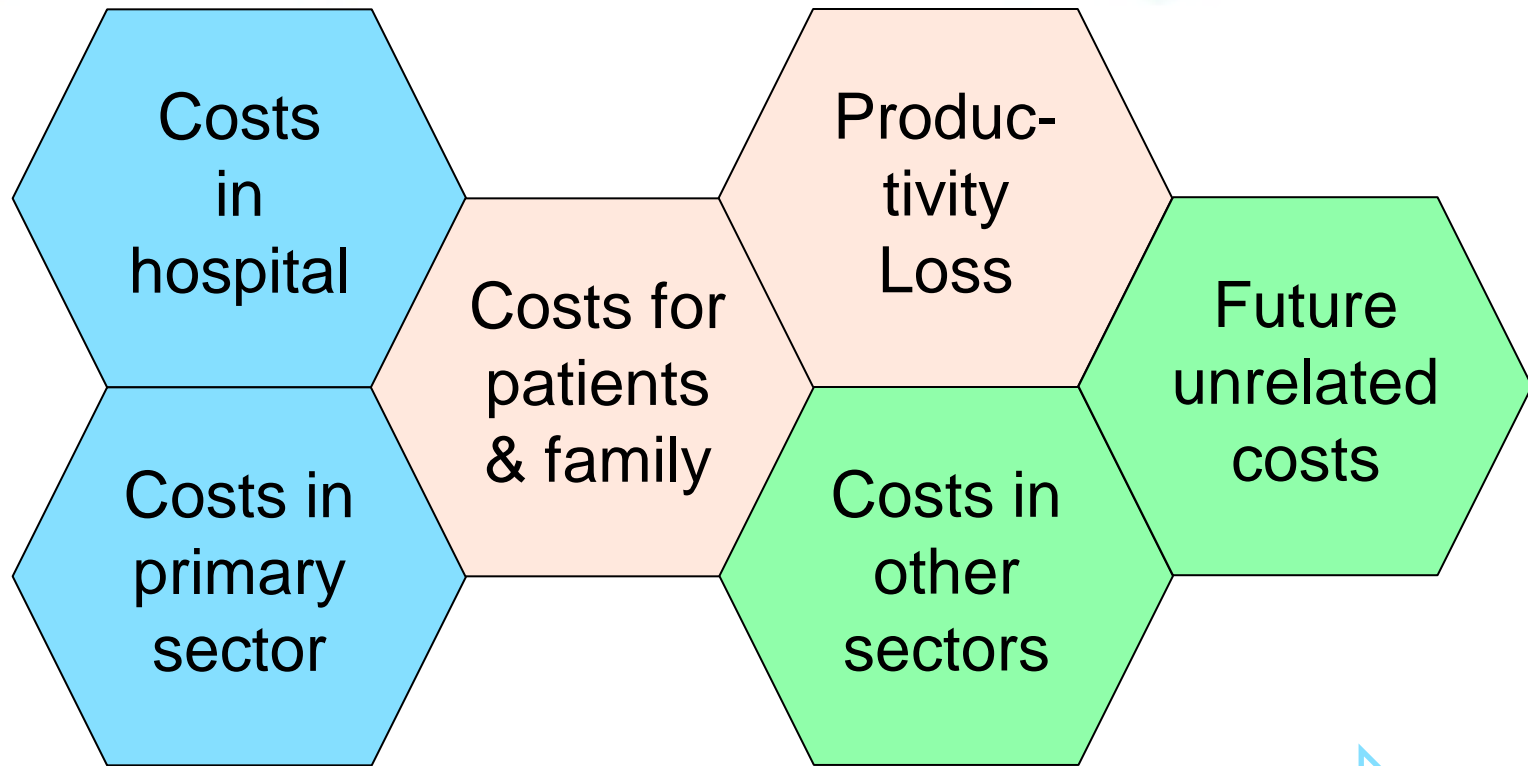 Costs
in
hospital
Costs in
primary
sector
Costs for
patients
& family
Produc-
tivity
Loss
Costs in
other
sectors
Future
unrelated
costs